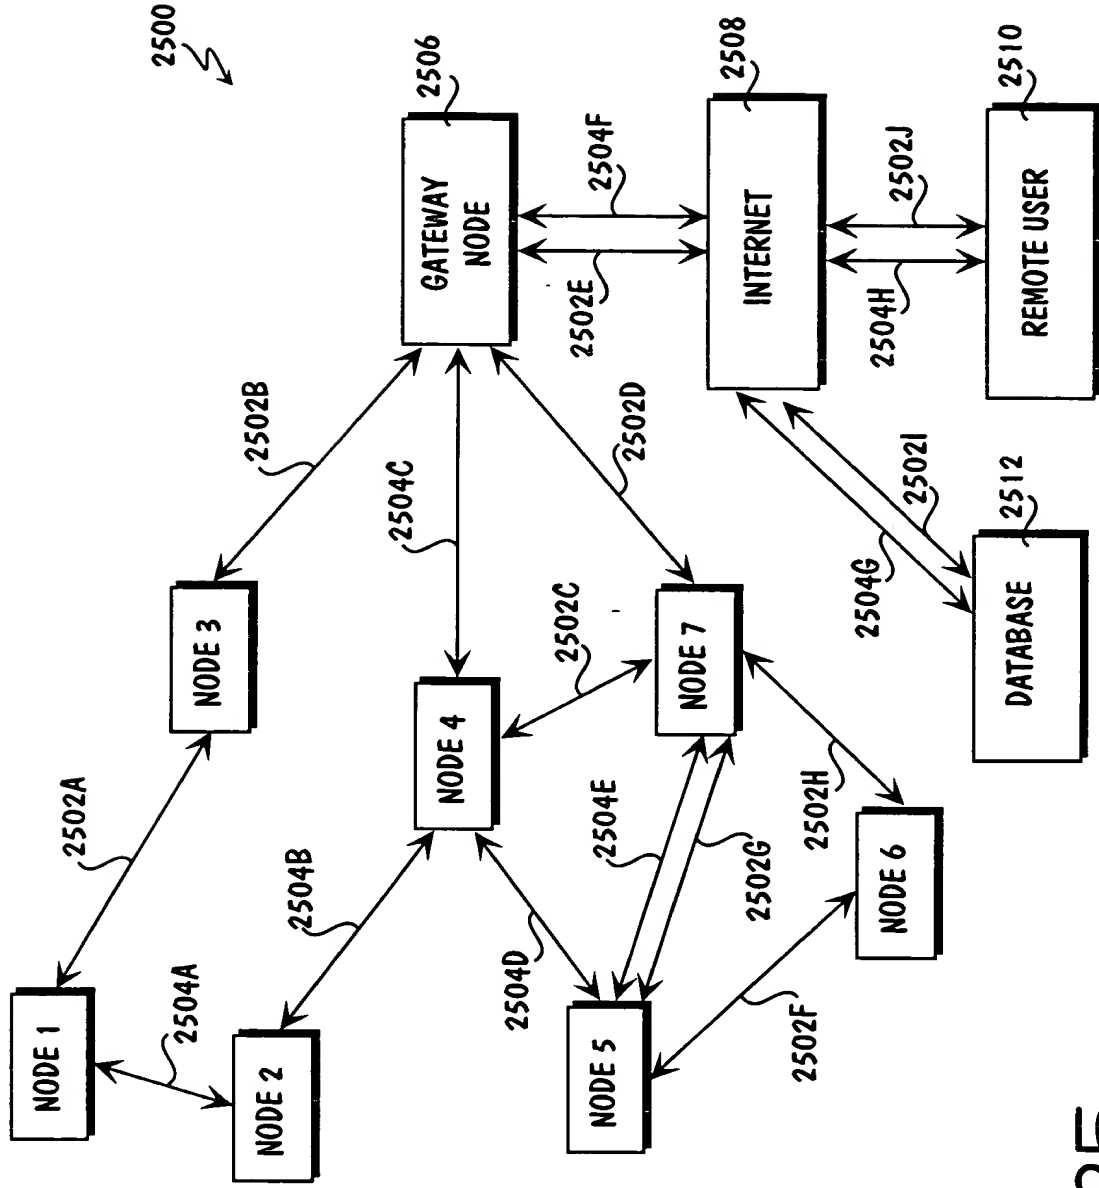 2500
NODE 1
2502A
2504A
NODE 3
2502B
NODE 2
2504B
2504C
2506
GATEWAY
NODE
NODE 4
2504D
2502C
2502E
2504F
NODE 5
2504E
2502D
NODE 7
2502G
2508
INTERNET
2502F
2502H
2504G
2504H
2502J
NODE 6
2502I
2512
DATABASE
2510
REMOTE USER
25